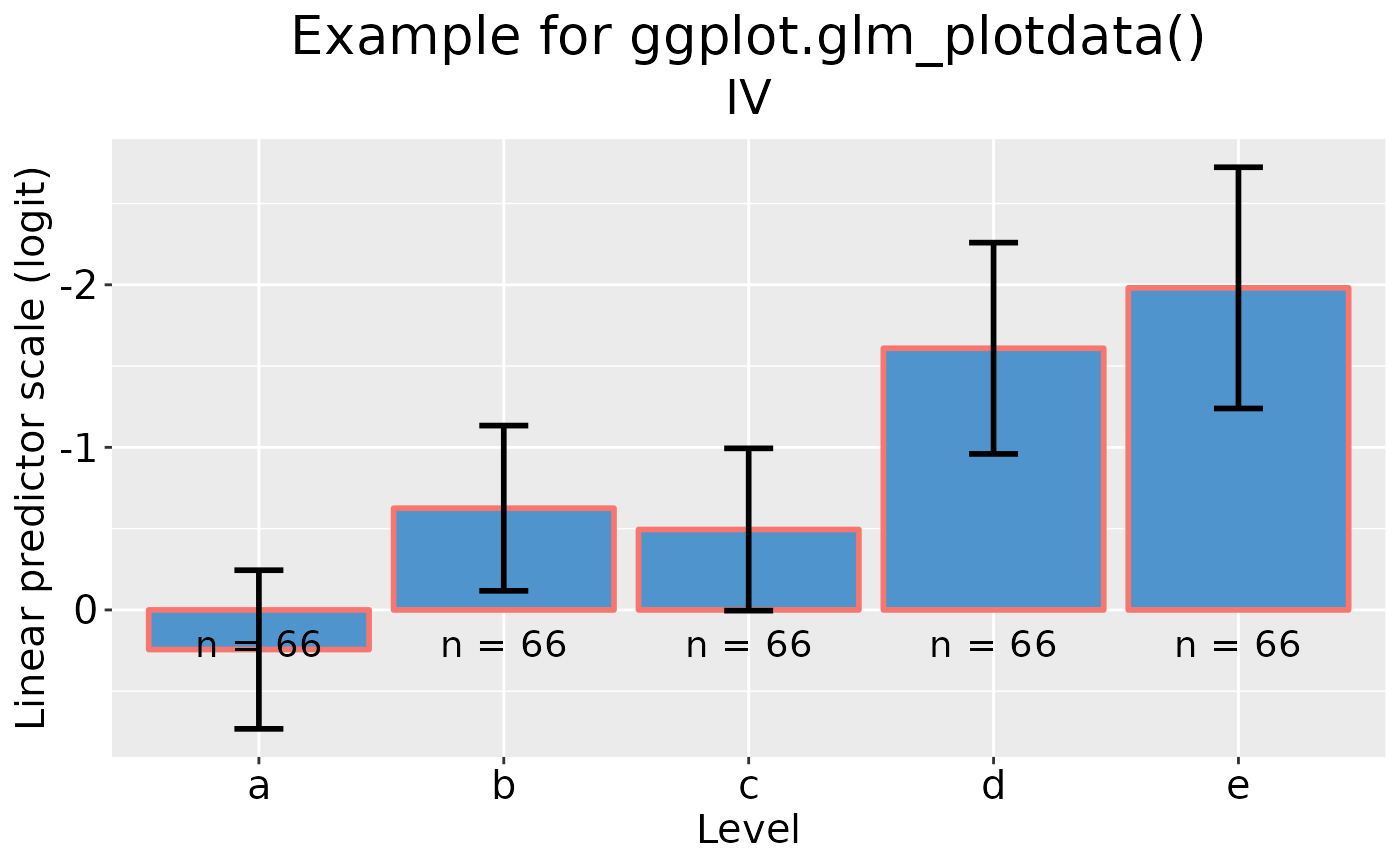 Example for ggplot.glm_plotdata()
IV
Linear predictor scale (logit)
-2
-1
0
n = 66 n = 66 n = 66 n = 66 n = 66
a b c d e
Level